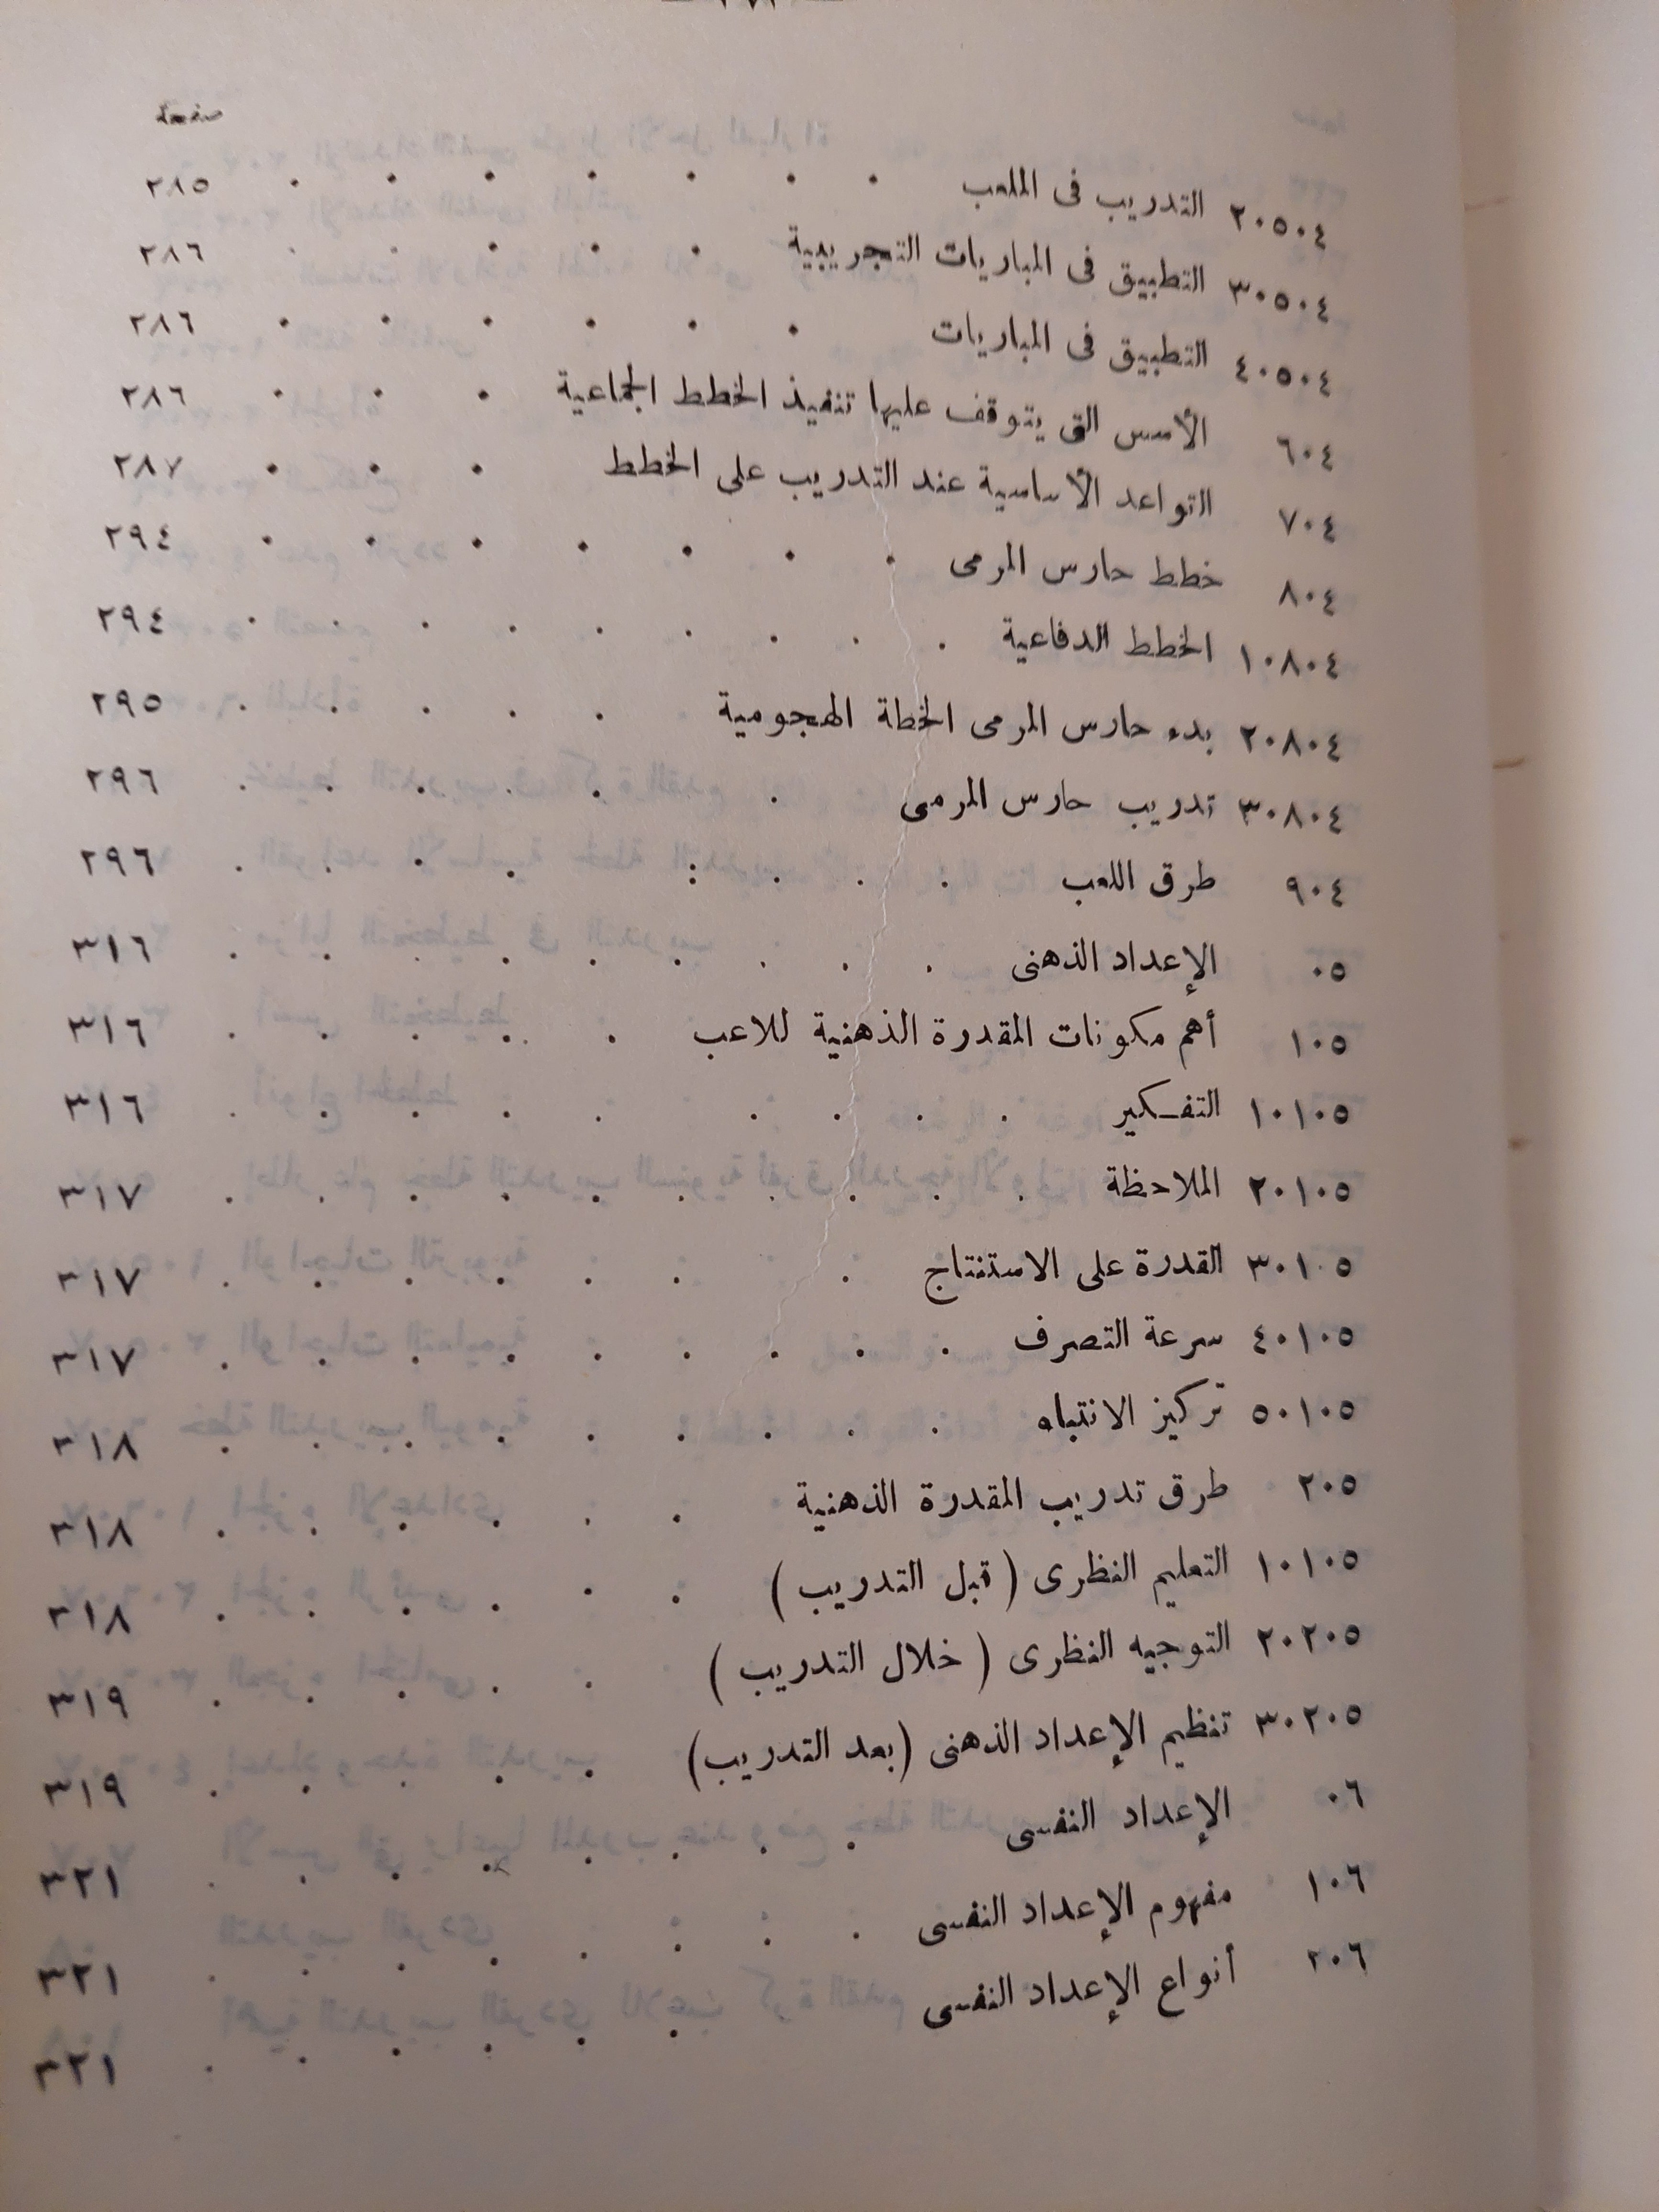 صفحة
٢٠٥٠٤ التدريب فى الملعب . . . . . . . ٢٨٥
٣٠٥٠٤ التطبيق فى المباريات التجريبية . . . . . ٢٨٦
٤٠٥٠٤ التطبيق فى المباريات . . . . . . ٢٨٦
٦٠٤ الأسس التى يتوقف عليها تنفيذ الخطط الجماعية . . . ٢٨٦
٧٠٤ القواعد الأساسية عند التدريب على الخطط . . . ٢٨٧
٨٠٤ خطط حارس المرمى . . . . . . . ٢٩٤
١٠٨٠٤ الخطط الدفاعية . . . . . . . . . ٢٩٤
٢٠٨٠٤ بدء حارس المرمى الخطة الهجومية . . . . . ٢٩٥
٣٠٨٠٤ تدريب حارس المرمى . . . . . . ٢٩٦
٩٠٤ طرق اللعب . . . : . . . . ٢٩٦
٠٥ الإعداد الذهنى . . . . . . . . . ٣١٦
١٠٥ أهم مكونات المقدرة الذهنية للاعب . . . . . ٣١٦
١٠١٠٥ التفكير . . . . . . . . . ٣١٦
٢٠١٠٥ الملاحظة . . . . . . . . . . ٣١٧
٣٠١٠٥ القدرة على الاستنتاج . . . . . . . ٣١٧
٤٠١٠٥ سرعة التصرف . . . . . . . . . ٣١٧
٥٠١٠٥ تركيز الانتباه . . . . . . . . . ٣١٨
٢٠٥ طرق تدريب المقدرة الذهنية . . . . . . ٣١٨
١٠١٠٥ التعليم النظرى ( قبل التدريب ) . . . . . . ٣١٨
٢٠٢٠٥ التوجيه النظرى ( خلال التدريب ) . . . . . ٣١٩
٣٠٢٠٥ تنظيم الإعداد الذهنى (بعد التدريب) . . . . . ٣١٩
٠٦ الإعداد النفسى . . . . . . . . ٣٢١
١٠٦ مفهوم الإعداد النفسى . . . . . . . . ٣٢١
٢٠٦ أنواع الإعداد النفسى . . . . . . ٣٢١